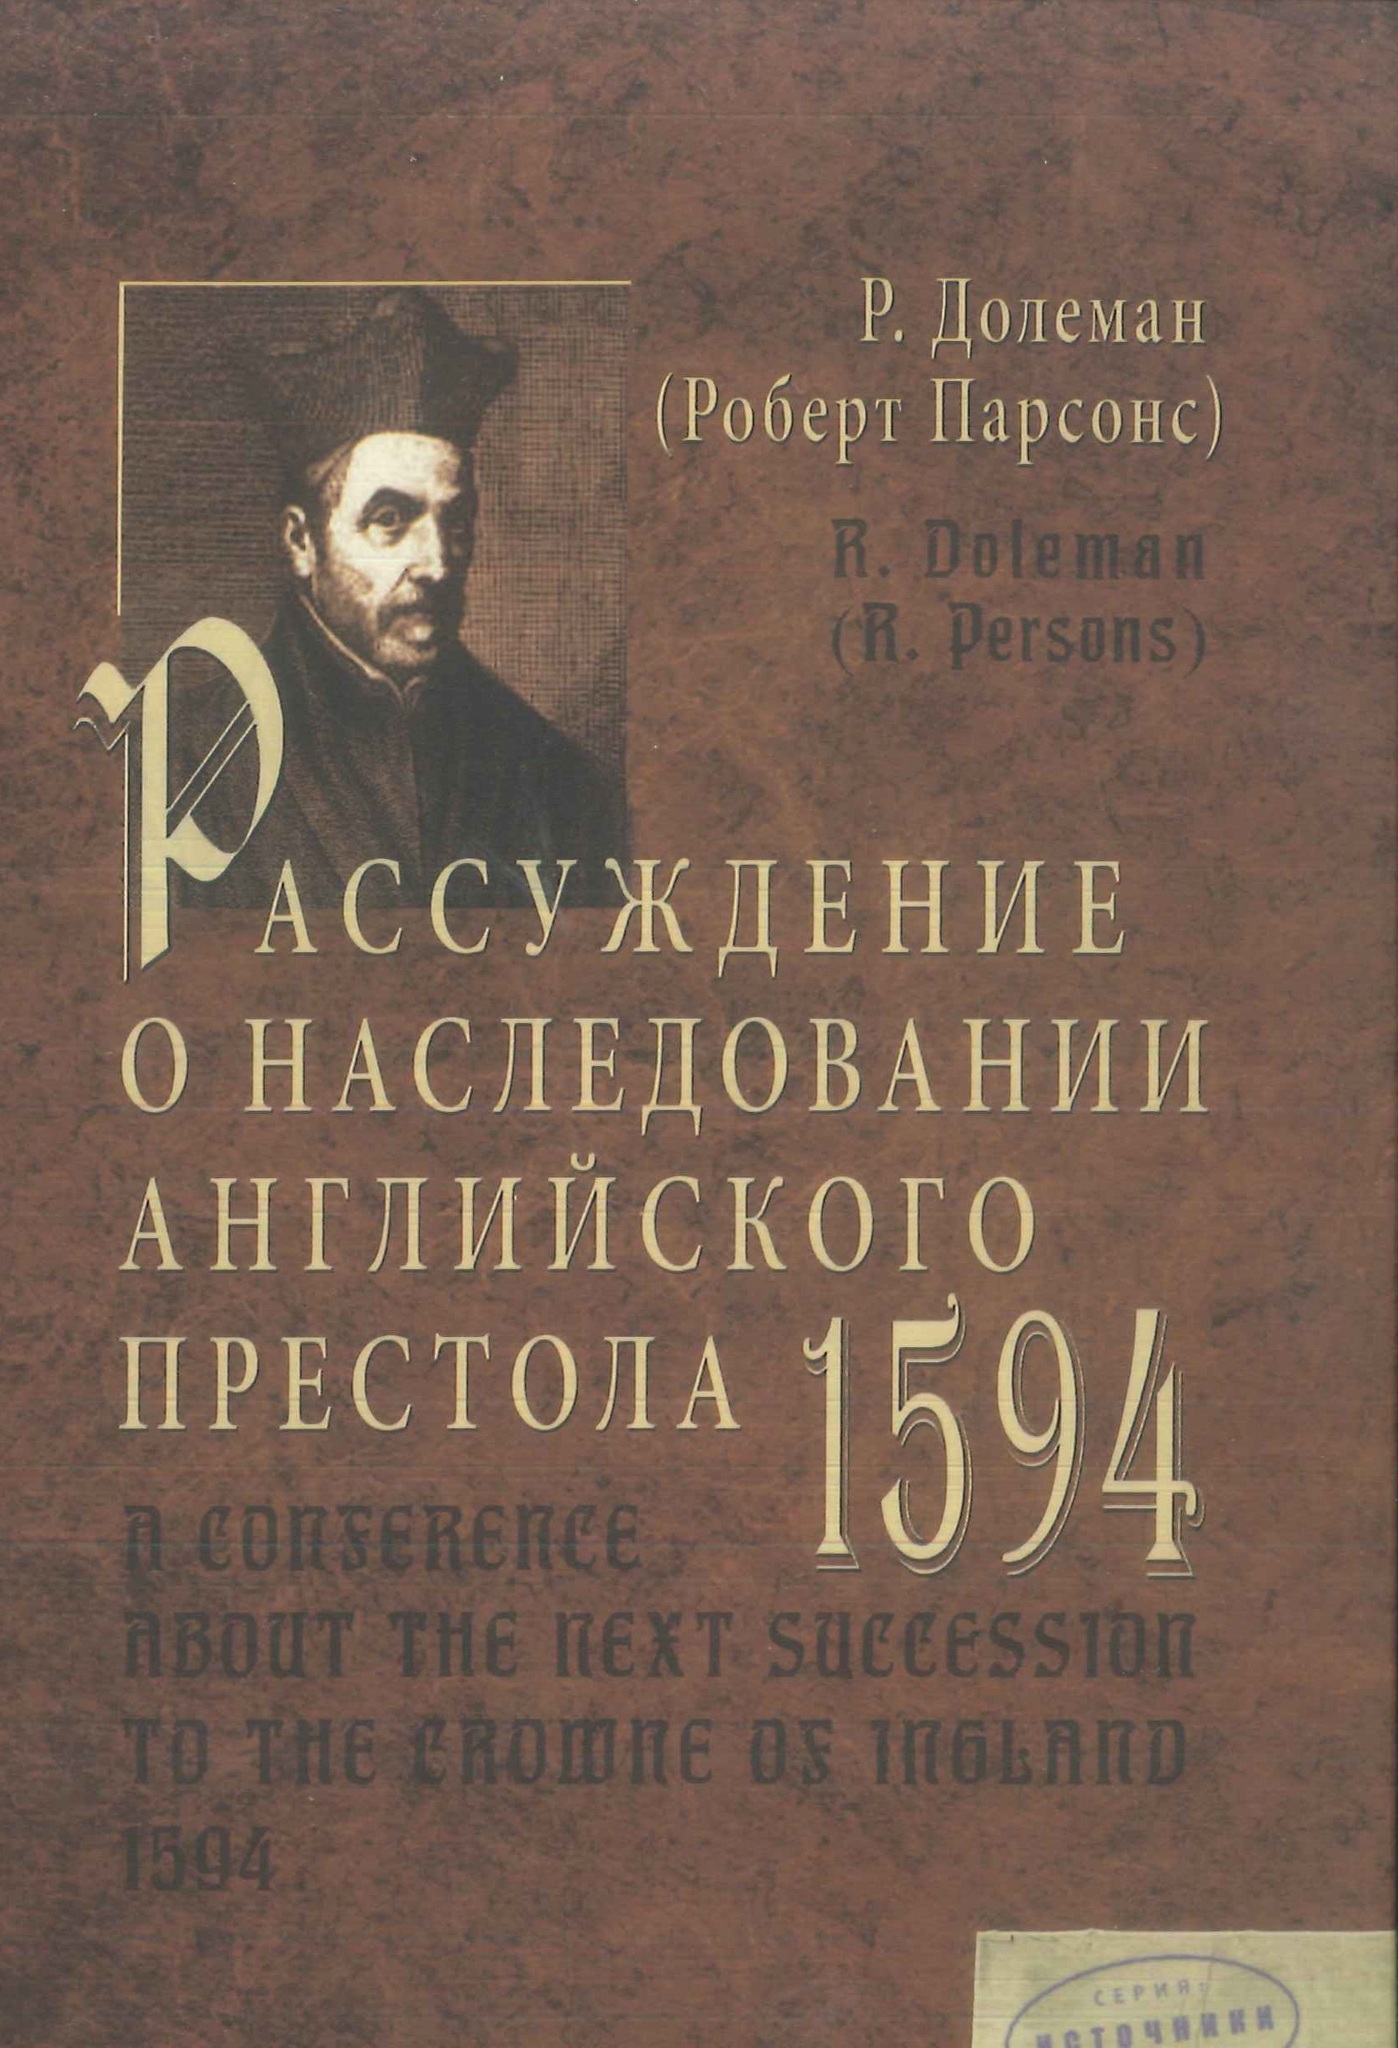 Р. Долеман
(Роберт Парсонс)
R. Doleman
(R. Persons)
РАССУЖДЕНИЕ
О НАСЛЕДОВАНИИ
АНГЛИЙСКОГО
ПРЕСТОЛА 1594
A CONFERENCE
ABOUT THE NEXT SUCCESSION
TO THE CROWNE OF INGLAND
1594
СЕРИЯ:
ИСТОЧНИКИ